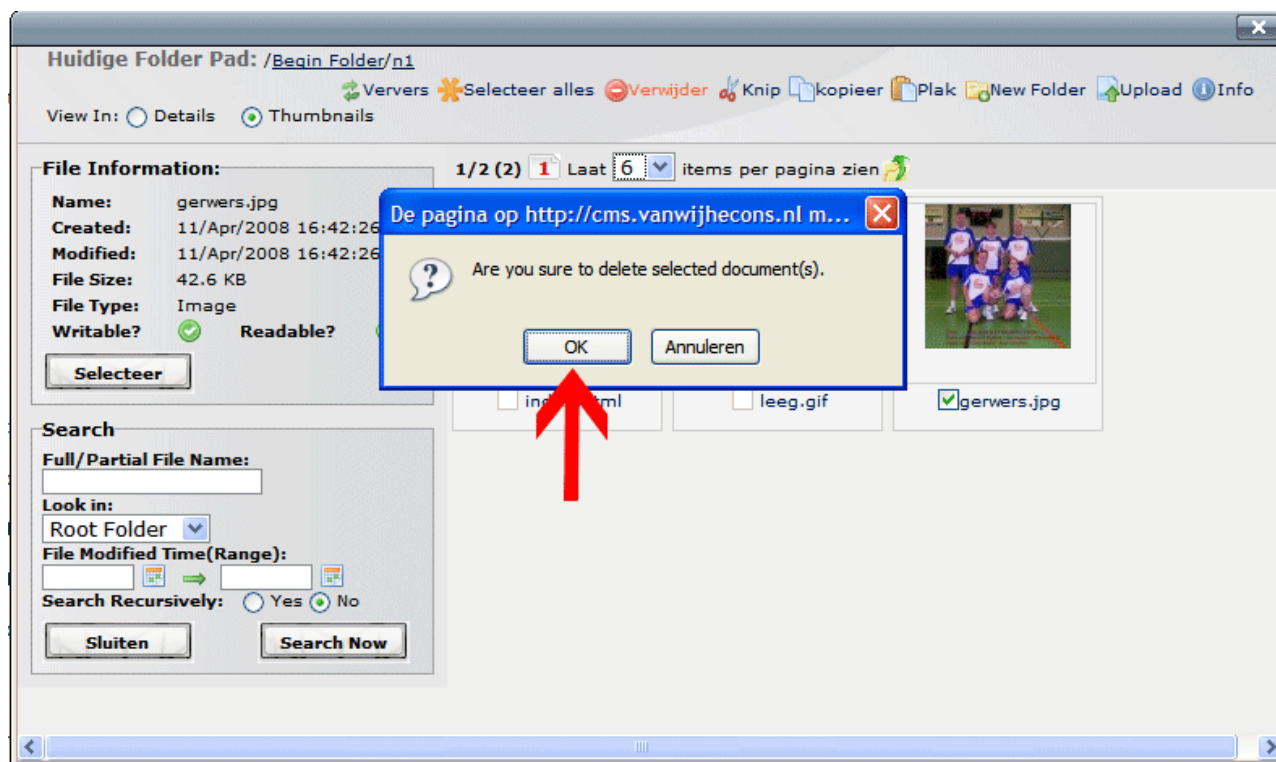 Huidige Folder Pad: /Begin Folder/n1
Ververs Selecteer alles Verwijder Knip kopieer Plak New Folder Upload Info
View In: Details Thumbnails
File Information:
1/2 (2) 1 Laat 6 items per pagina zien
Name: gerwers.jpg
Created: 11/Apr/2008 16:42:26
Modified: 11/Apr/2008 16:42:26
File Size: 42.6 KB
File Type: Image
Writable? Readable?
Selecteer
De pagina op http://cms.vanwijhecons.nl m...
Are you sure to delete selected document(s).
OK Annuleren
leeg.gif gerwers.jpg
Search
Full/Partial File Name:
Look in:
Root Folder
File Modified Time(Range):
Search Recursively: Yes No
Sluiten Search Now